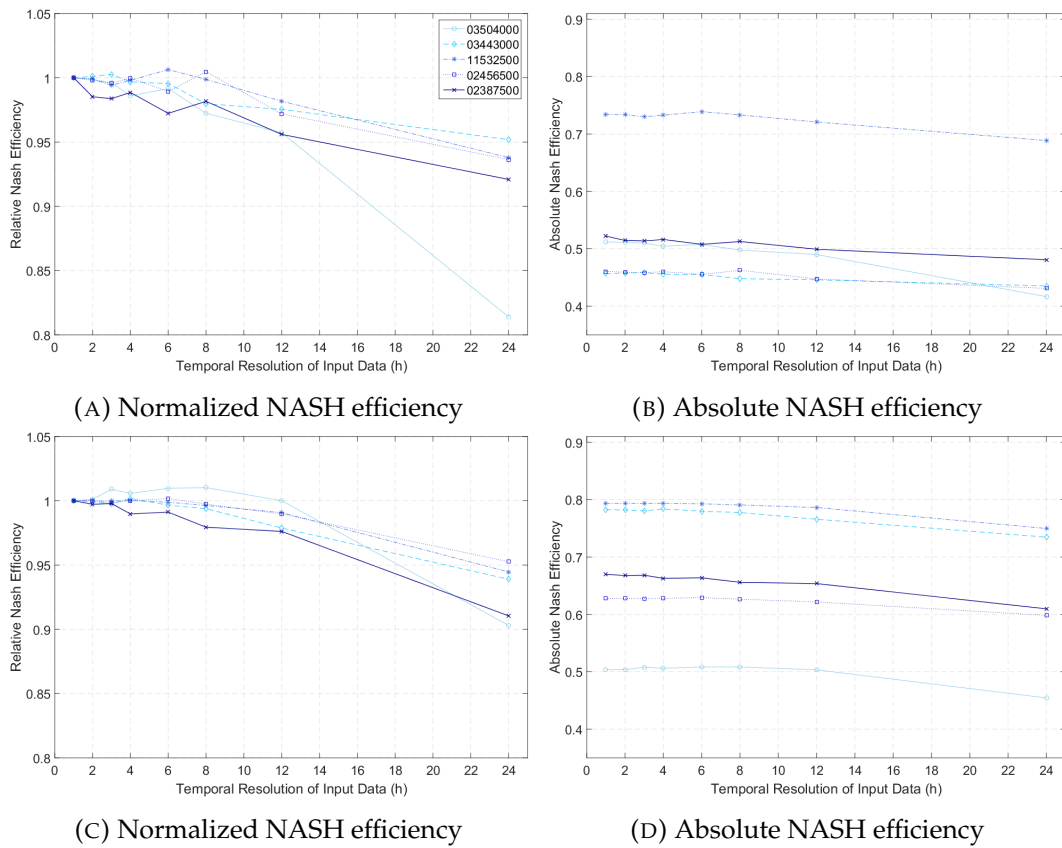 1.05
1
0.95
0.9
0.85
0.8
Relative Nash Efficiency
03504000
03443000
11532500
02456500
02387500
0 2 4 6 8 10 12 14 16 18 20 22 24
Temporal Resolution of Input Data (h)
(A) Normalized NASH efficiency
0.9
0.8
0.7
0.6
0.5
0.4
Absolute Nash Efficiency
0 2 4 6 8 10 12 14 16 18 20 22 24
Temporal Resolution of Input Data (h)
(B) Absolute NASH efficiency
1.05
1
0.95
0.9
0.85
0.8
Relative Nash Efficiency
0 2 4 6 8 10 12 14 16 18 20 22 24
Temporal Resolution of Input Data (h)
(C) Normalized NASH efficiency
0.9
0.8
0.7
0.6
0.5
0.4
Absolute Nash Efficiency
0 2 4 6 8 10 12 14 16 18 20 22 24
Temporal Resolution of Input Data (h)
(D) Absolute NASH efficiency